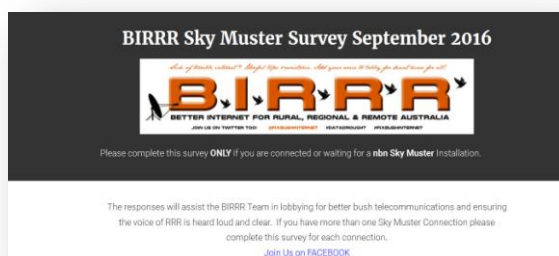 BIRRR Sky Muster Survey September 2016
B.I.R.R.R
BETTER INTERNET FOR RURAL, REGIONAL & REMOTE AUSTRALIA
JOIN US ON TWITTER TOO: #FIXBUSHINTERNET #DATADROUGHT #FIXBUSHINTERNET
Please complete this survey ONLY if you are connected or waiting for a nbn Sky Muster Installation.
The responses will assist the BIRRR Team in lobbying for better bush telecommunications and ensuring
the voice of RRR is heard loud and clear. If you have more than one Sky Muster Connection please
complete this survey for each connection.
Join Us on FACEBOOK